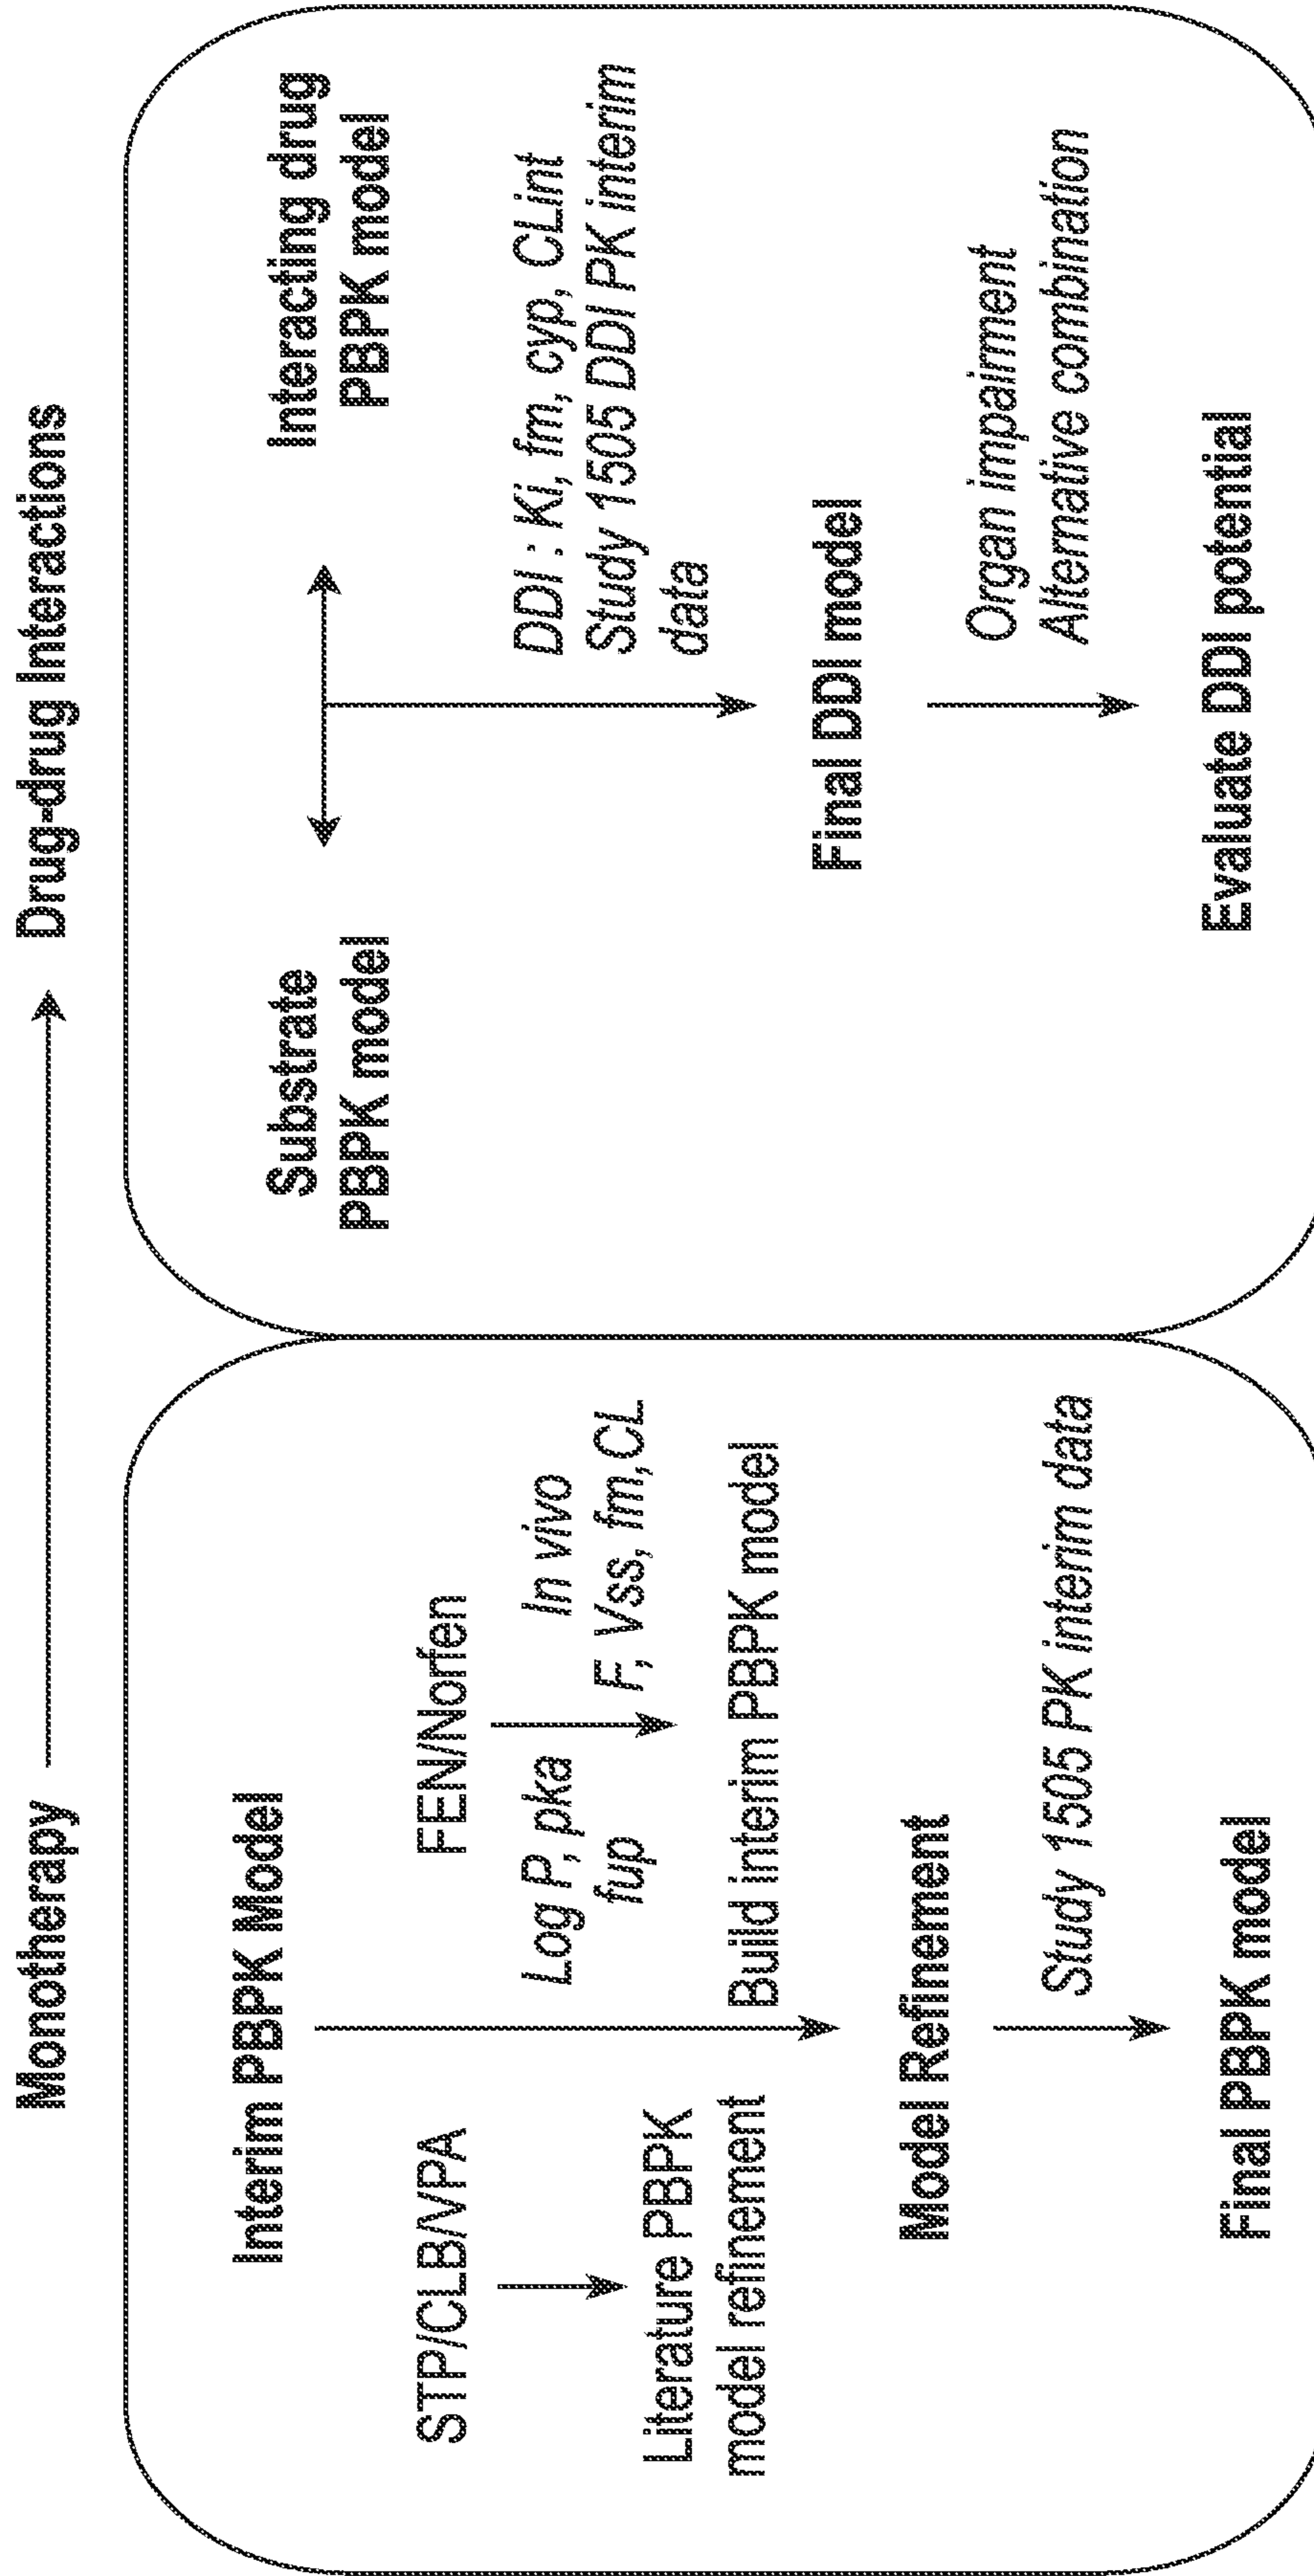 Monotherapy
Drug-drug Interactions
Interim PBPK Model
STP/CLB/VPA
Literature PBPK
model refinement
FEN/Norfen
Log P, pka
fup
In vivo
F, Vss, fm,CL
Build interim PBPK model
Model Refinement
Study 1505 PK interim data
Final PBPK model
Substrate
PBPK model
Interacting drug
PBPK model
DDI : Ki, fm, cyp, CLint
Study 1505 DDI PK interim
data
Final DDI model
Organ impairment
Alternative combination
Evaluate DDI potential